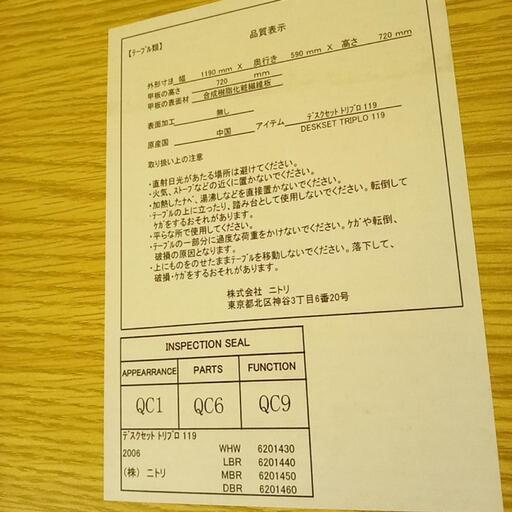 【テーブル類】
品質表示
外形寸法 幅 1190 mm X 奥行き 590 mm X 高さ 720 mm
甲板の高さ 720 mm
甲板の表面材 合成樹脂化粧繊維板
表面加工 無し
原産国 中国 アイテム デスクセット トリプロ 119
DESKSET TRIPLO 119
取り扱い上の注意
・直射日光があたる場所は避けてください。
・火気、ストーブなどの近くに置かないでください。
・加熱したナベ、湯沸しなどを直接置かないでください。
・テーブルの上に立ったり、踏み台として使用しないでください。転倒して
ケガをするおそれがあります。
・平らな所で使用してください。
・テーブルの一部分に過度な荷重をかけないでください。ケガや転倒、
破損の原因となります。
・上にものをのせたままテーブルを移動しないでください。落下して、
破損・ケガをするおそれがあります。
株式会社 ニトリ
東京都北区神谷3丁目6番20号
INSPECTION SEAL
APPEARRANCE PARTS FUNCTION
QC1 QC6 QC9
デスクセット トリプロ 119
2006 WHW 6201430
LBR 6201440
(株) ニトリ MBR 6201450
DBR 6201460